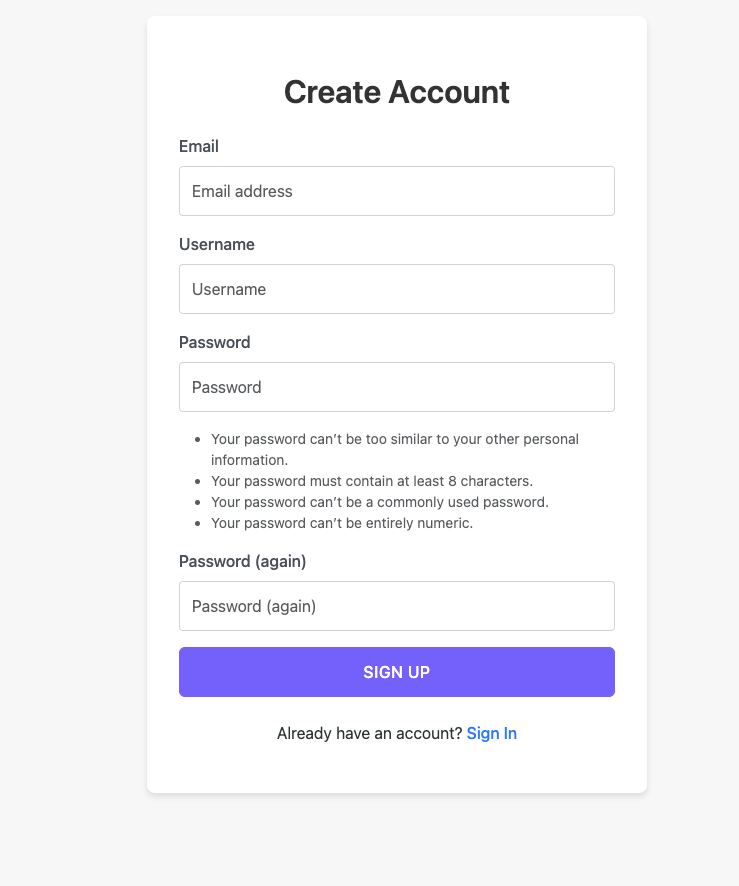 Create Account
Email
Email address
Username
Username
Password
Password
Your password can’t be too similar to your other personal
information.
Your password must contain at least 8 characters.
Your password can’t be a commonly used password.
Your password can’t be entirely numeric.
Password (again)
Password (again)
SIGN UP
Already have an account? Sign In